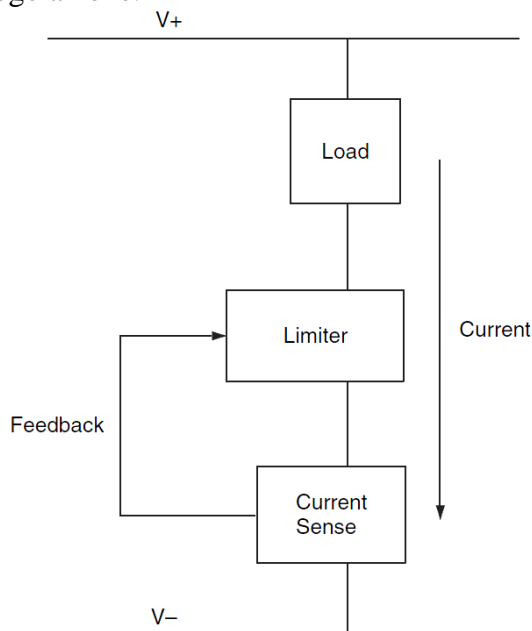 V+
Load
Limiter
Current
Feedback
Current
Sense
V–